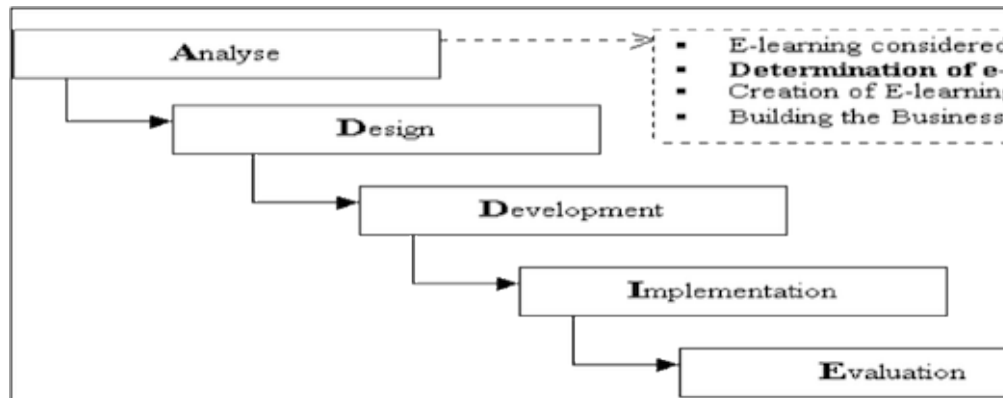 Analyse
▪ E-learning considered
▪ Determination of e-
▪ Creation of E-learning
▪ Building the Business
Design
Development
Implementation
Evaluation